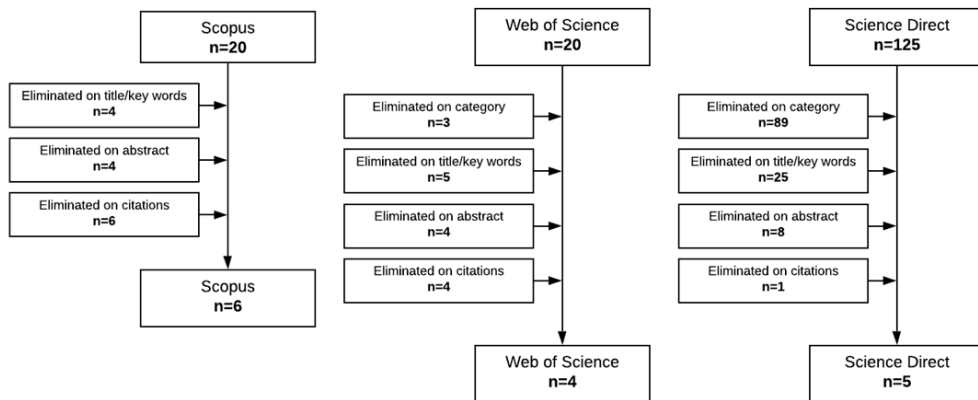 Scopus
n=20
Eliminated on title/key words
n=4
Eliminated on abstract
n=4
Eliminated on citations
n=6
Scopus
n=6
Web of Science
n=20
Eliminated on category
n=3
Eliminated on title/key words
n=5
Eliminated on abstract
n=4
Eliminated on citations
n=4
Web of Science
n=4
Science Direct
n=125
Eliminated on category
n=89
Eliminated on title/key words
n=25
Eliminated on abstract
n=8
Eliminated on citations
n=1
Science Direct
n=5